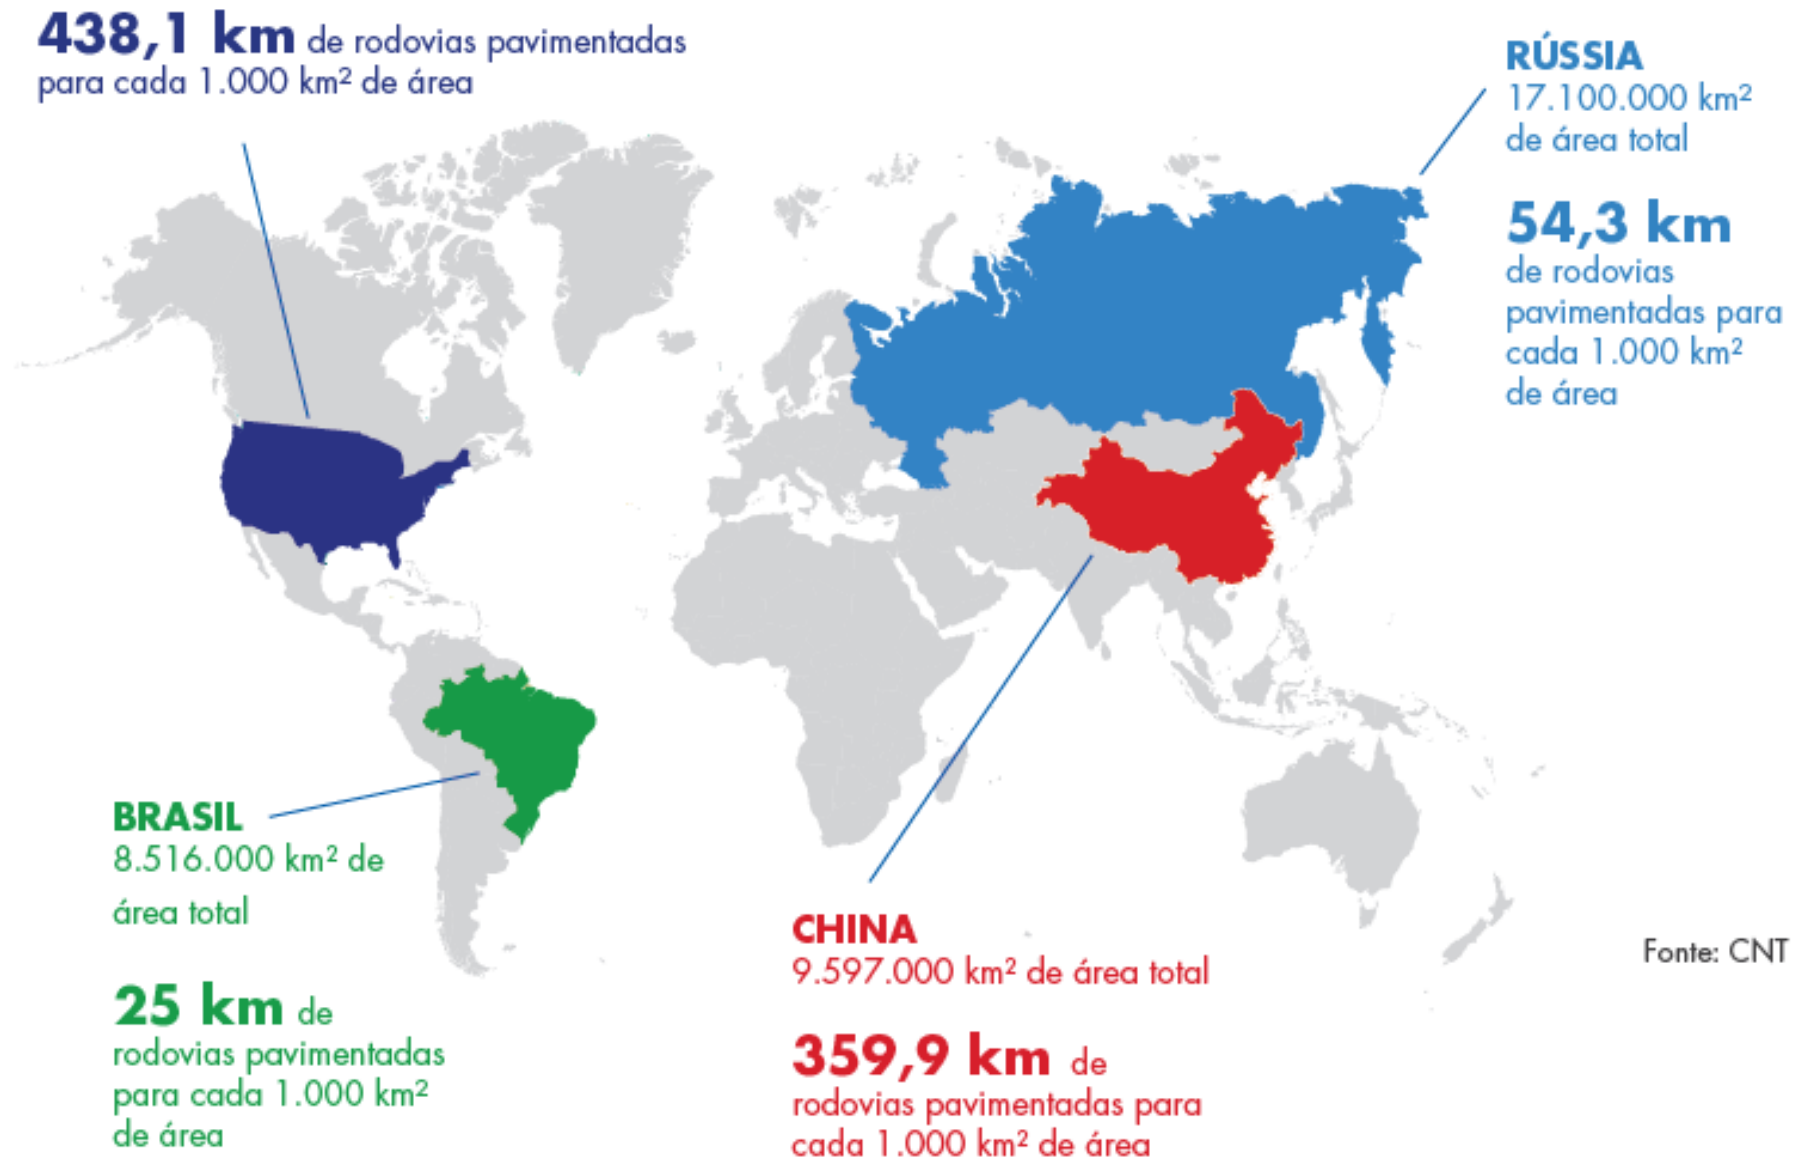 438,1 km de rodovias pavimentadas
para cada 1.000 km² de área
RÚSSIA
17.100.000 km²
de área total
54,3 km
de rodovias
pavimentadas para
cada 1.000 km²
de área
BRASIL
8.516.000 km² de
área total
25 km de
rodovias pavimentadas
para cada 1.000 km²
de área
CHINA
9.597.000 km² de área total
359,9 km de
rodovias pavimentadas para
cada 1.000 km² de área
Fonte: CNT